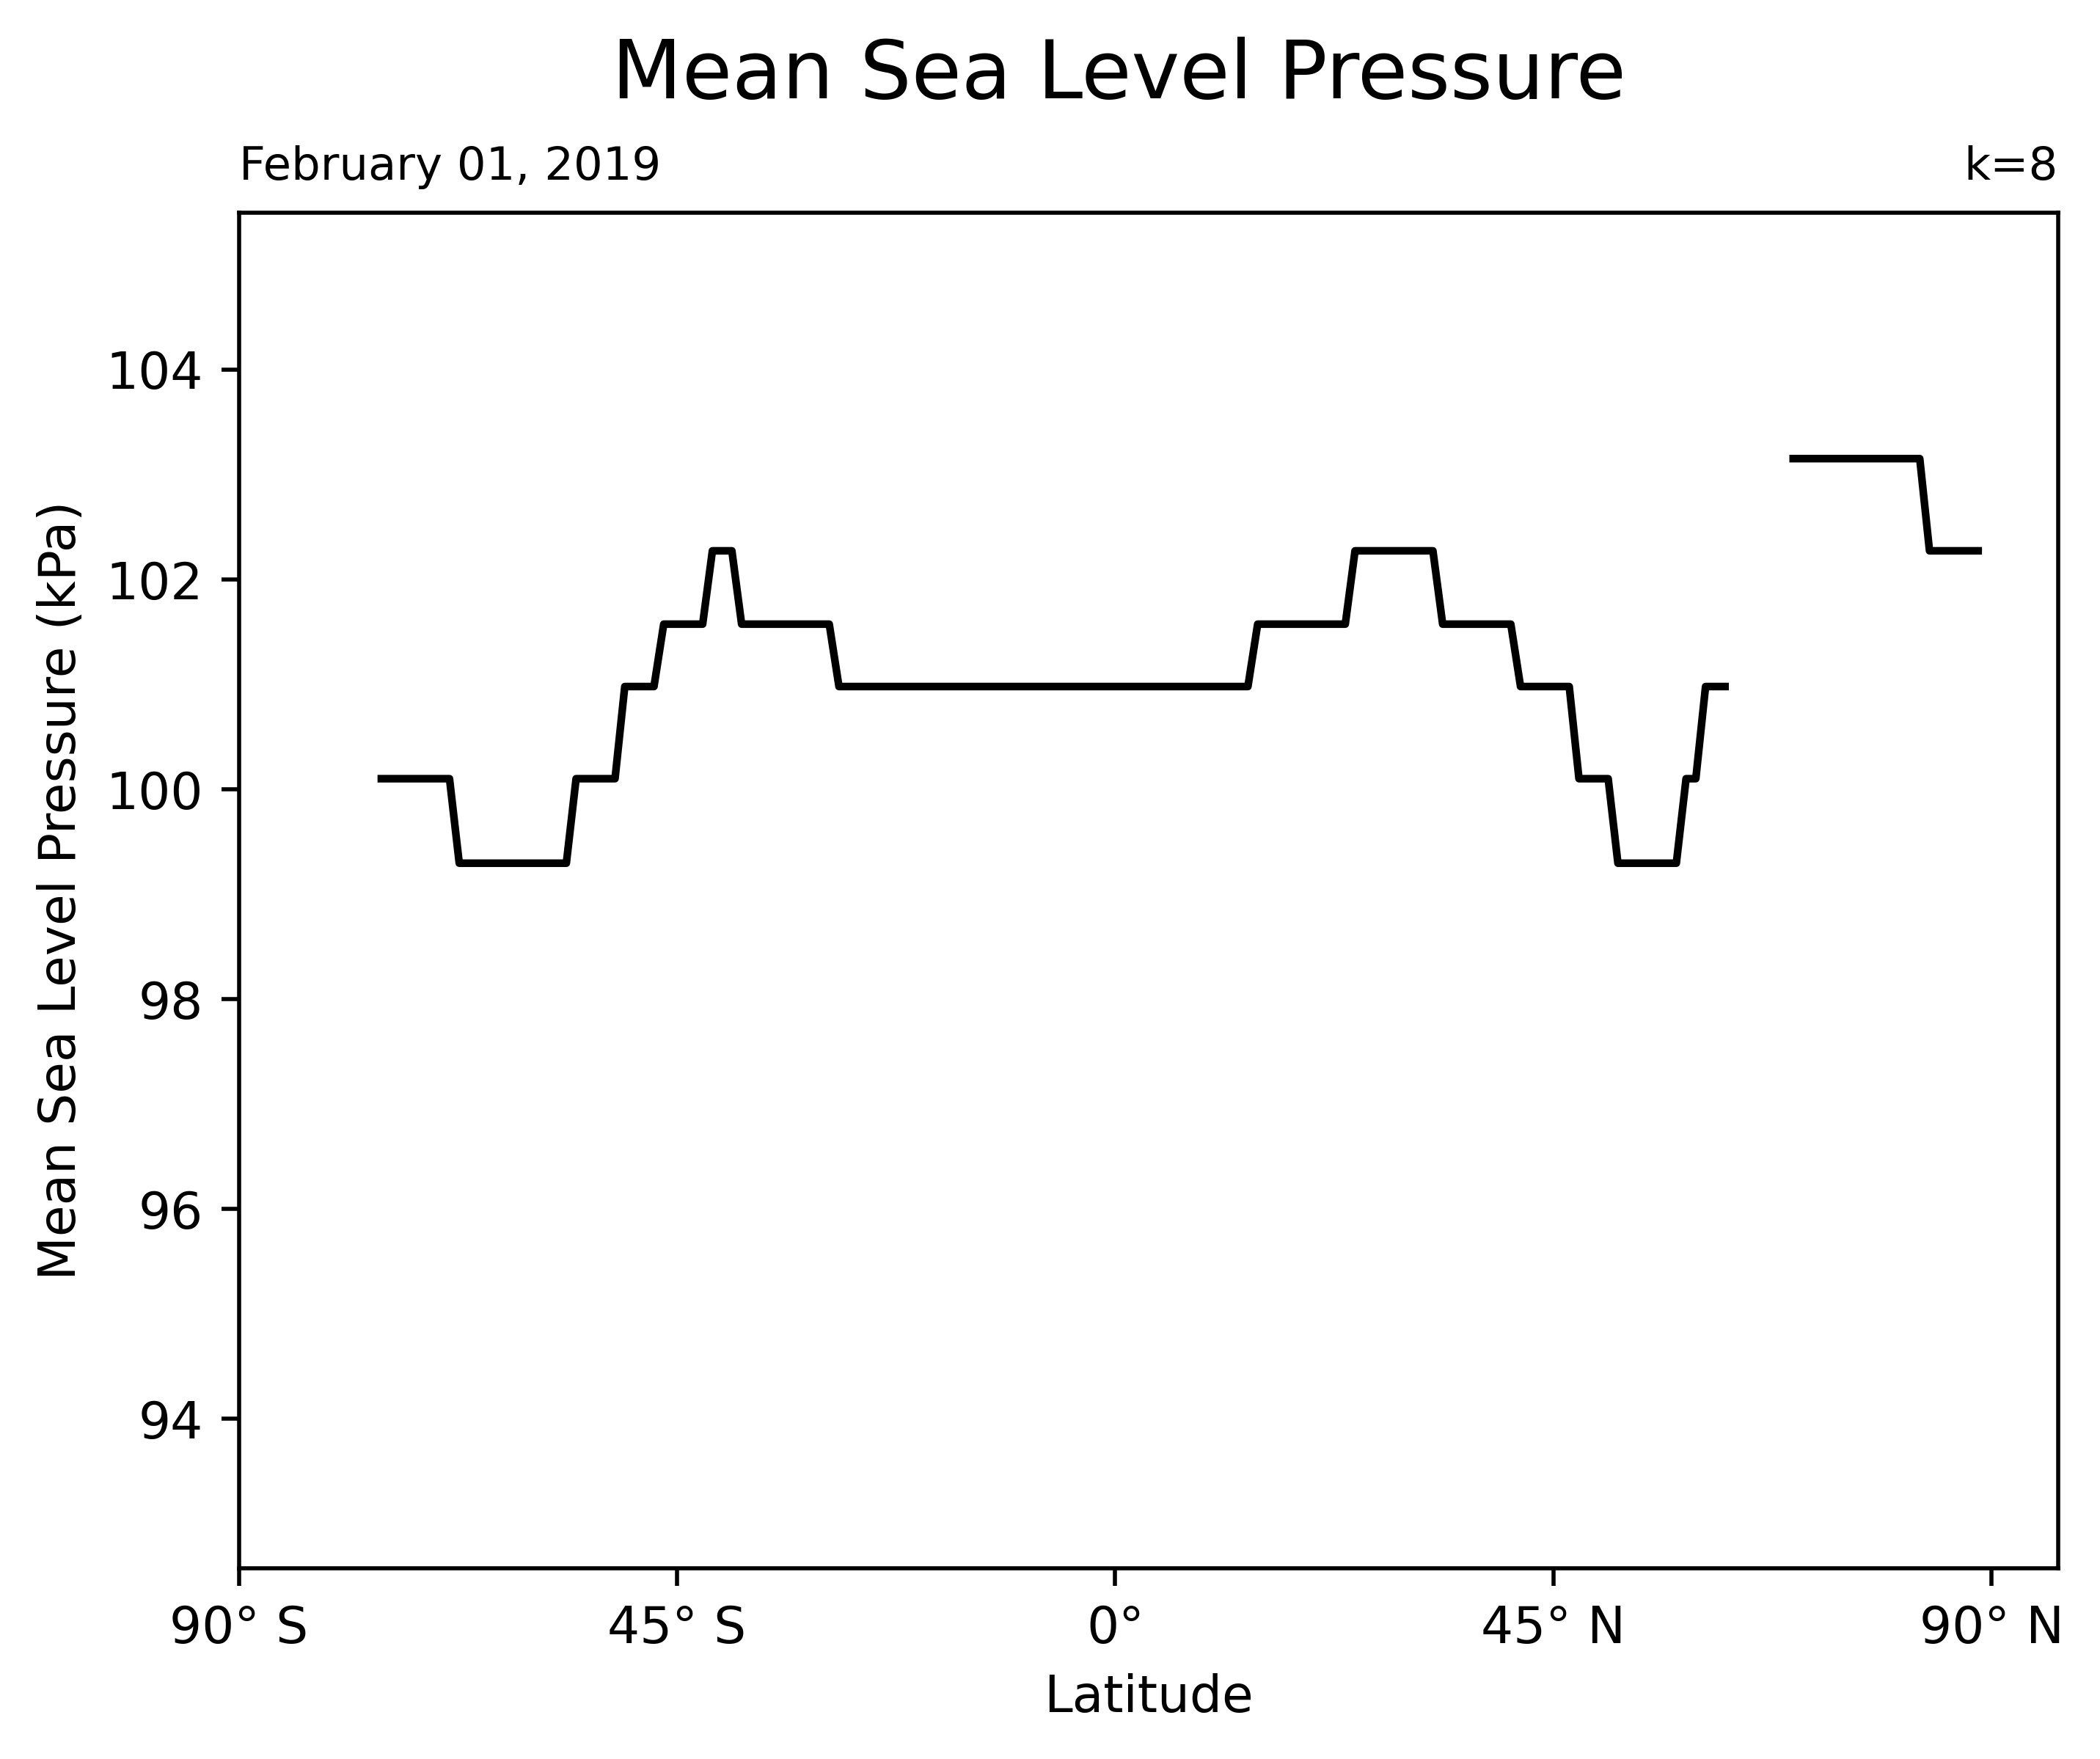 Mean Sea Level Pressure
February 01, 2019
k=8
104
102
100
98
96
94
Mean Sea Level Pressure (kPa)
90° S
45° S
0°
45° N
90° N
Latitude